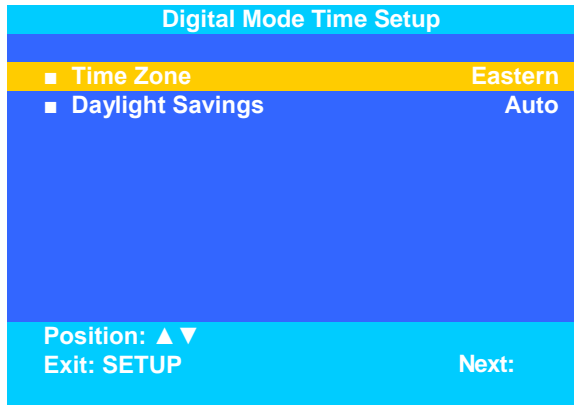 Digital Mode Time Setup
■ Time Zone Eastern
■ Daylight Savings Auto
Position: ▲▼
Exit: SETUP Next: